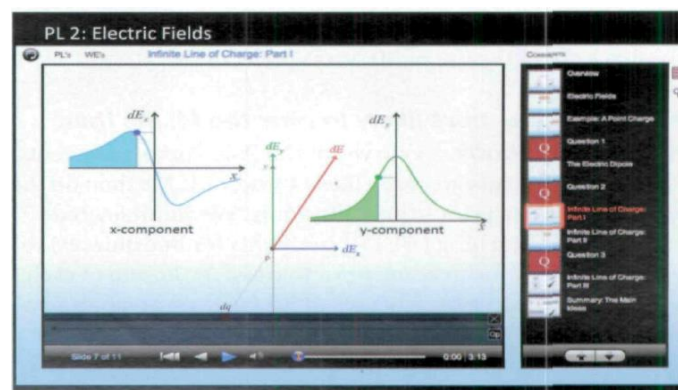 PL 2: Electric Fields
PL's
WE's
Infinite Line of Charge: Part I
dEx
x
x-component
dEy
dE
dEx
P
dq
dEy
x
y-component
Slide 7 of 11
0:00 | 3:13
Overview
Electric Fields
Example: A Point Charge
Q
Question 1
The Electric Dipole
Q
Question 2
Infinite Line of Charge:
Part I
Infinite Line of Charge:
Part II
Q
Question 3
Infinite Line of Charge:
Part III
Summary: The Main
Ideas